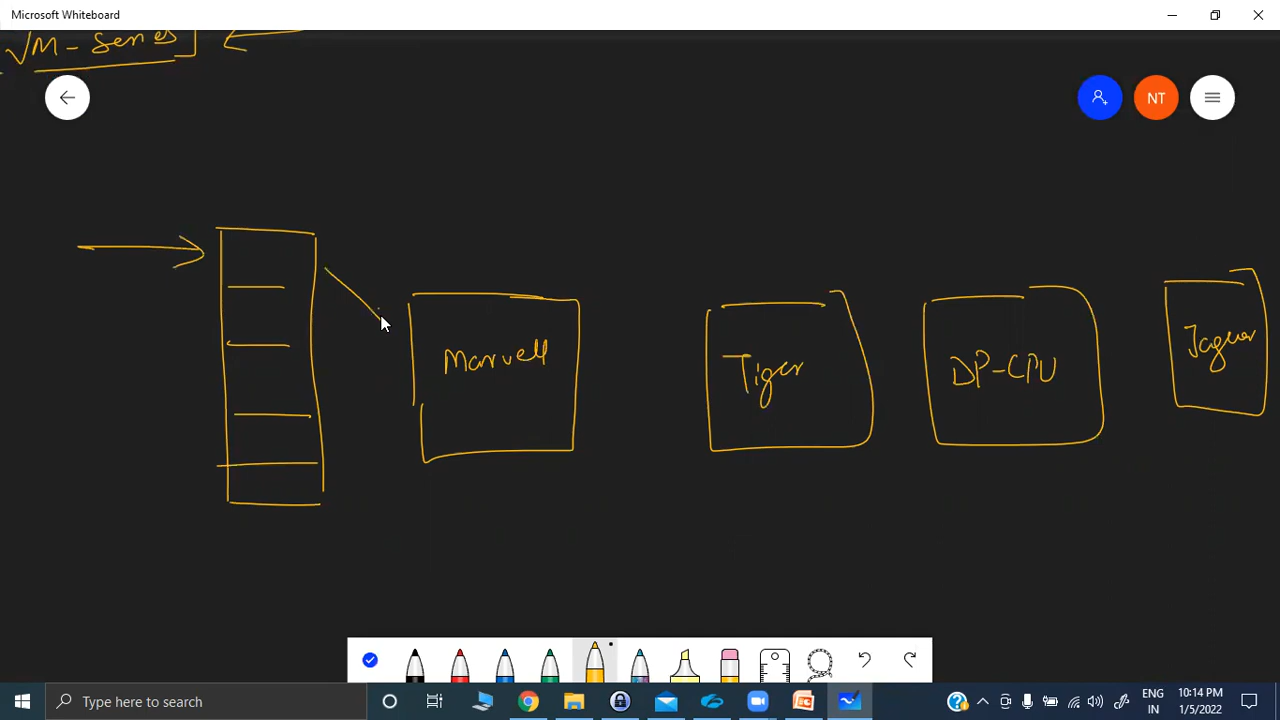 Microsoft Whiteboard
√M-Series]
NT
Marvell
Tiger
DP-CPU
Jaguar
Type here to search
ENG
IN
10:14 PM
1/5/2022